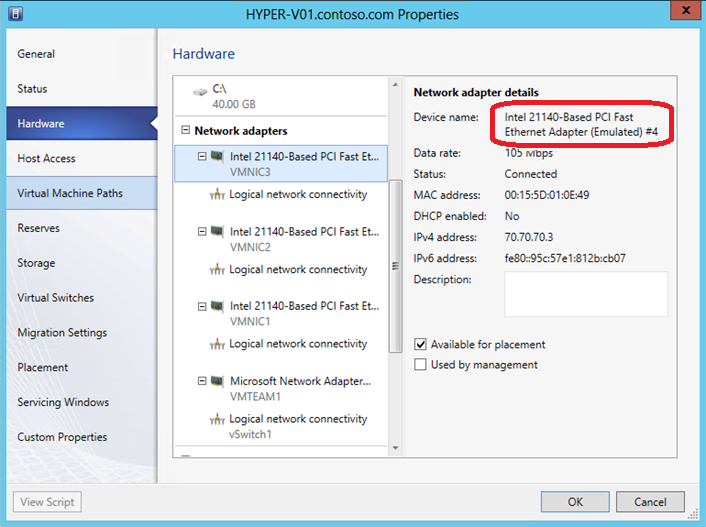 HYPER-V01.contoso.com Properties
x
General
Status
Hardware
Host Access
Virtual Machine Paths
Reserves
Storage
Virtual Switches
Migration Settings
Placement
Servicing Windows
Custom Properties
Hardware
C:\
40.00 GB
Network adapters
Intel 21140-Based PCI Fast Et...
VMNIC3
Logical network connectivity
Intel 21140-Based PCI Fast Et...
VMNIC2
Logical network connectivity
Intel 21140-Based PCI Fast Et...
VMNIC1
Logical network connectivity
Microsoft Network Adapter...
VMTEAM1
Logical network connectivity
vSwitch1
Network adapter details
Device name: Intel 21140-Based PCI Fast
Ethernet Adapter (Emulated) #4
Data rate: 105 Mbps
Status: Connected
MAC address: 00:15:5D:01:0E:49
DHCP enabled: No
IPv4 address: 70.70.70.3
IPv6 address: fe80::95c:57e1:812b:cb07
Description:
Available for placement
Used by management
View Script
OK
Cancel